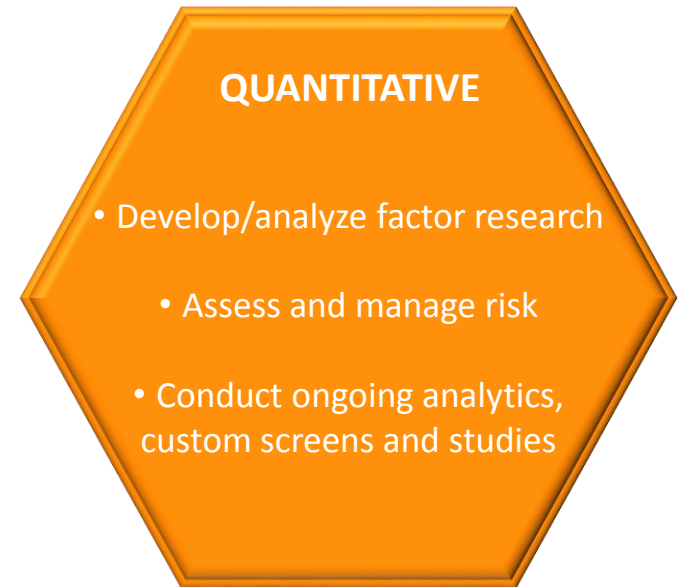 QUANTITATIVE
• Develop/analyze factor research
• Assess and manage risk
• Conduct ongoing analytics,
custom screens and studies